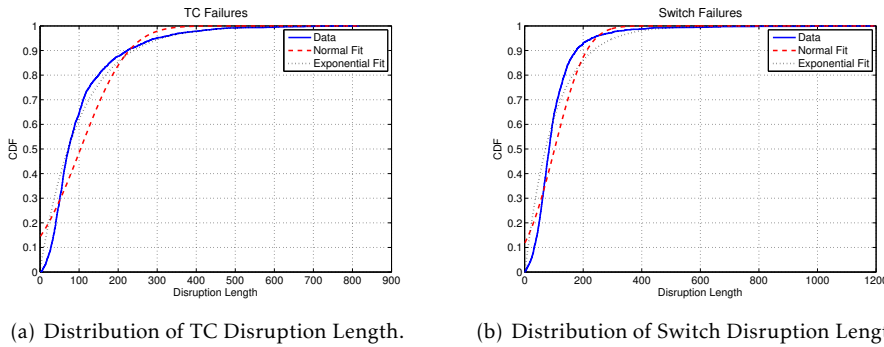 TC Failures
1
0.9
0.8
0.7
0.6
0.5
0.4
0.3
0.2
0.1
0
CDF
Data
Normal Fit
Exponential Fit
0 100 200 300 400 500 600 700 800 900
Disruption Length
(a) Distribution of TC Disruption Length.
Switch Failures
1
0.9
0.8
0.7
0.6
0.5
0.4
0.3
0.2
0.1
0
CDF
Data
Normal Fit
Exponential Fit
0 200 400 600 800 1000 1200
Disruption Length
(b) Distribution of Switch Disruption Leng